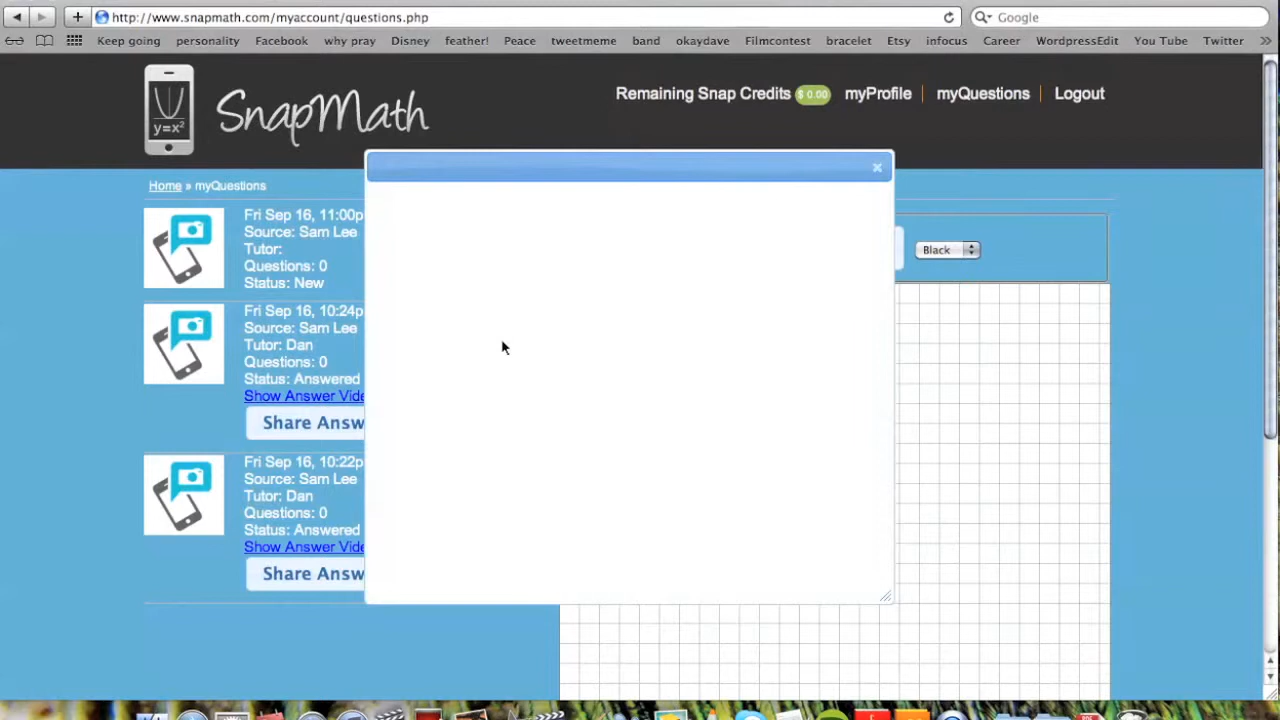 http://www.snapmath.com/myaccount/questions.php
Google
Keep going personality Facebook why pray Disney feather! Peace tweetmeme band okaydave Filmcontest bracelet Etsy infocus Career WordpressEdit You Tube Twitter »
y=x²
SnapMath
Remaining Snap Credits $ 0.00 myProfile myQuestions Logout
Home » myQuestions
Fri Sep 16, 11:00p
Source: Sam Lee
Tutor:
Questions: 0
Status: New
Black
Fri Sep 16, 10:24p
Source: Sam Lee
Tutor: Dan
Questions: 0
Status: Answered
Show Answer Vide
Share Answ
Fri Sep 16, 10:22p
Source: Sam Lee
Tutor: Dan
Questions: 0
Status: Answered
Show Answer Vide
Share Answ